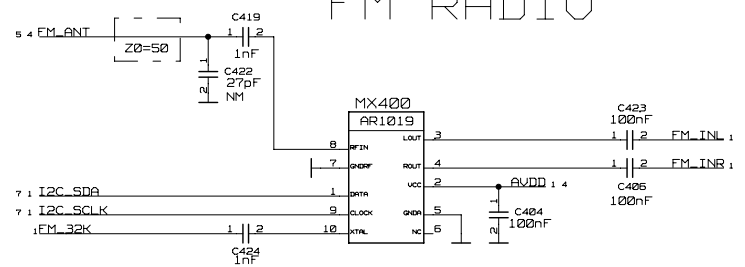 FM RADIO
C419
5 4 FM_ANT
1 2
Z0=50
1nF
1
C422
27pF
2
NM
MX400
AR1019
C423
100nF
LOUT 3 1 2 FM_INL 1
8 RFIN
7 GNDRF ROUT 4 1 2 FM_INR 1
VCC 2 AVDD 1 4
C406
100nF
7 1 I2C_SDA 1 DATA
1
7 1 I2C_SCLK 9 CLOCK GNDA 5
C404
100nF
2
1 FM_32K 1 2 10 XTAL NC 6
C424
1nF